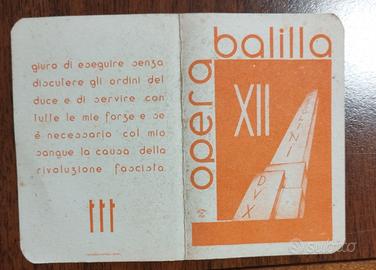 giuro di eseguire senza
discutere gli ordini del
duce e di servire con
tutte le mie forze e se
è necessario col mio
sangue la causa della
rivoluzione fascista
opera
balilla
XII
DVX
subito